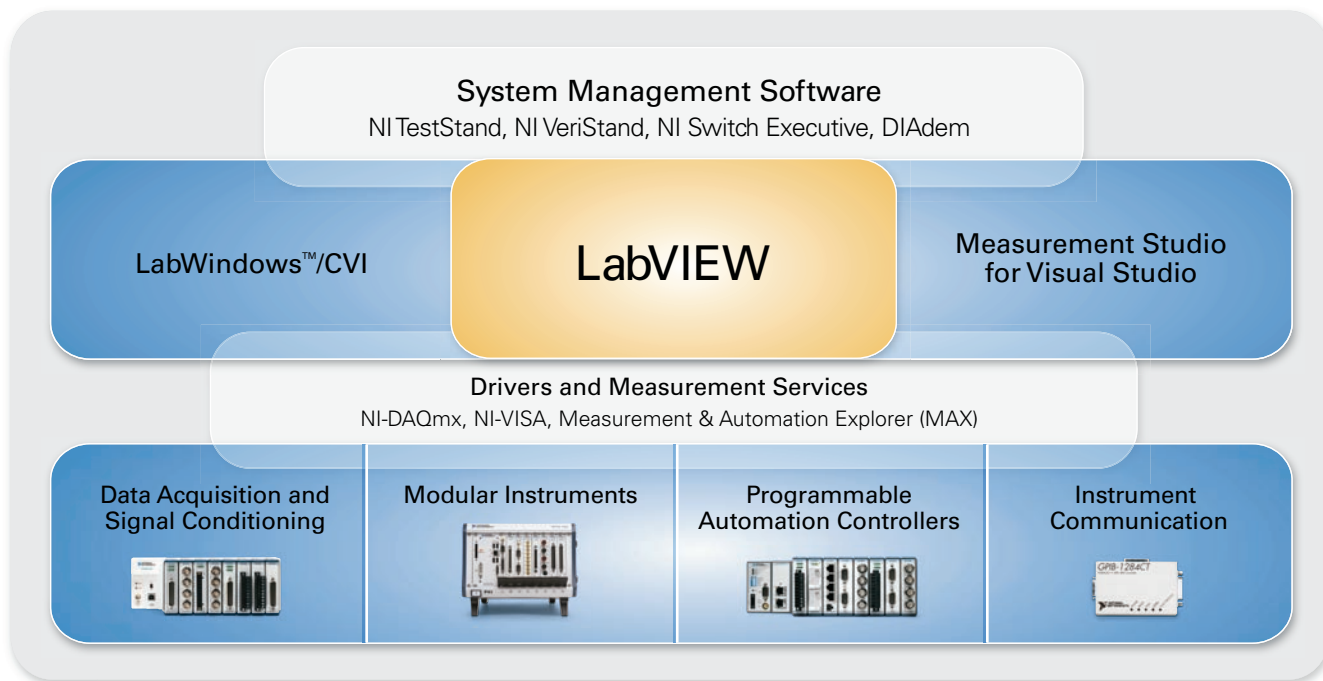 System Management Software
NI TestStand, NI VeriStand, NI Switch Executive, DIAdem
LabWindows™/CVI
LabVIEW
Measurement Studio
for Visual Studio
Drivers and Measurement Services
NI-DAQmx, NI-VISA, Measurement & Automation Explorer (MAX)
Data Acquisition and
Signal Conditioning
Modular Instruments
Programmable
Automation Controllers
Instrument
Communication
GPIB-1284CT